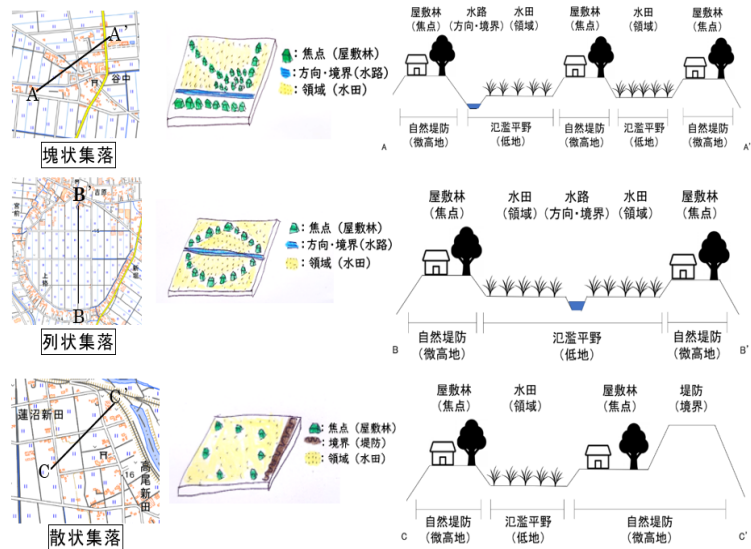 A
A'
谷中
塊状集落
：焦点（屋敷林）
：方向・境界（水路）
：領域（水田）
屋敷林
（焦点）
水路
（方向・境界）
水田
（領域）
屋敷林
（焦点）
水田
（領域）
屋敷林
（焦点）
自然堤防
（微高地）
氾濫平野
（低地）
自然堤防
（微高地）
氾濫平野
（低地）
自然堤防
（微高地）
A
A'
B'
B
列状集落
：焦点（屋敷林）
：方向・境界（水路）
：領域（水田）
屋敷林
（焦点）
水田
（領域）
水路
（方向・境界）
水田
（領域）
屋敷林
（焦点）
自然堤防
（微高地）
氾濫平野
（低地）
自然堤防
（微高地）
B
B'
蓮沼新田
C'
C
16
高尾新田
散状集落
：焦点（屋敷林）
：境界（堤防）
：領域（水田）
屋敷林
（焦点）
水田
（領域）
屋敷林
（焦点）
堤防
（境界）
自然堤防
（微高地）
氾濫平野
（低地）
自然堤防
（微高地）
C
C'